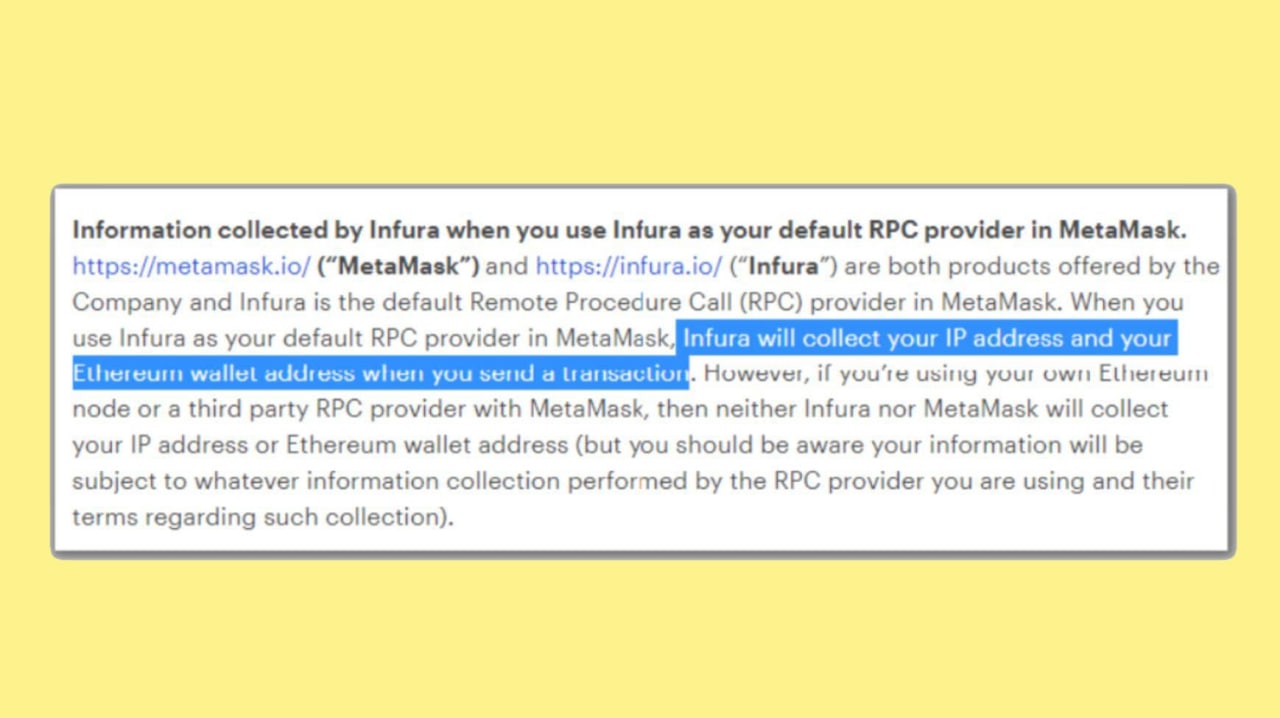 Information collected by Infura when you use Infura as your default RPC provider in MetaMask.
https://metamask.io/ (“MetaMask”) and https://infura.io/ (“Infura”) are both products offered by the
Company and Infura is the default Remote Procedure Call (RPC) provider in MetaMask. When you
use Infura as your default RPC provider in MetaMask, Infura will collect your IP address and your
Ethereum wallet address when you send a transaction. However, if you’re using your own Ethereum
node or a third party RPC provider with MetaMask, then neither Infura nor MetaMask will collect
your IP address or Ethereum wallet address (but you should be aware your information will be
subject to whatever information collection performed by the RPC provider you are using and their
terms regarding such collection).